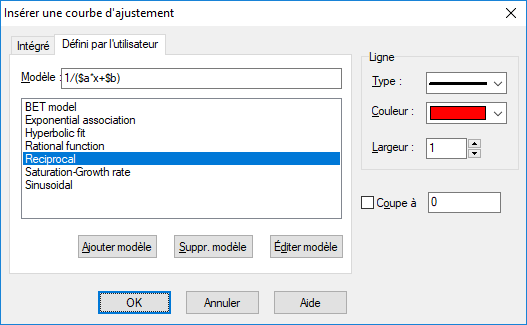 Insérer une courbe d'ajustement
Intégré
Défini par l'utilisateur
Modèle :
1/($a*x+$b)
BET model
Exponential association
Hyperbolic fit
Rational function
Reciprocal
Saturation-Growth rate
Sinusoidal
Ajouter modèle
Suppr. modèle
Éditer modèle
Ligne
Type :
Couleur :
Largeur :
1
Coupe à
0
OK
Annuler
Aide